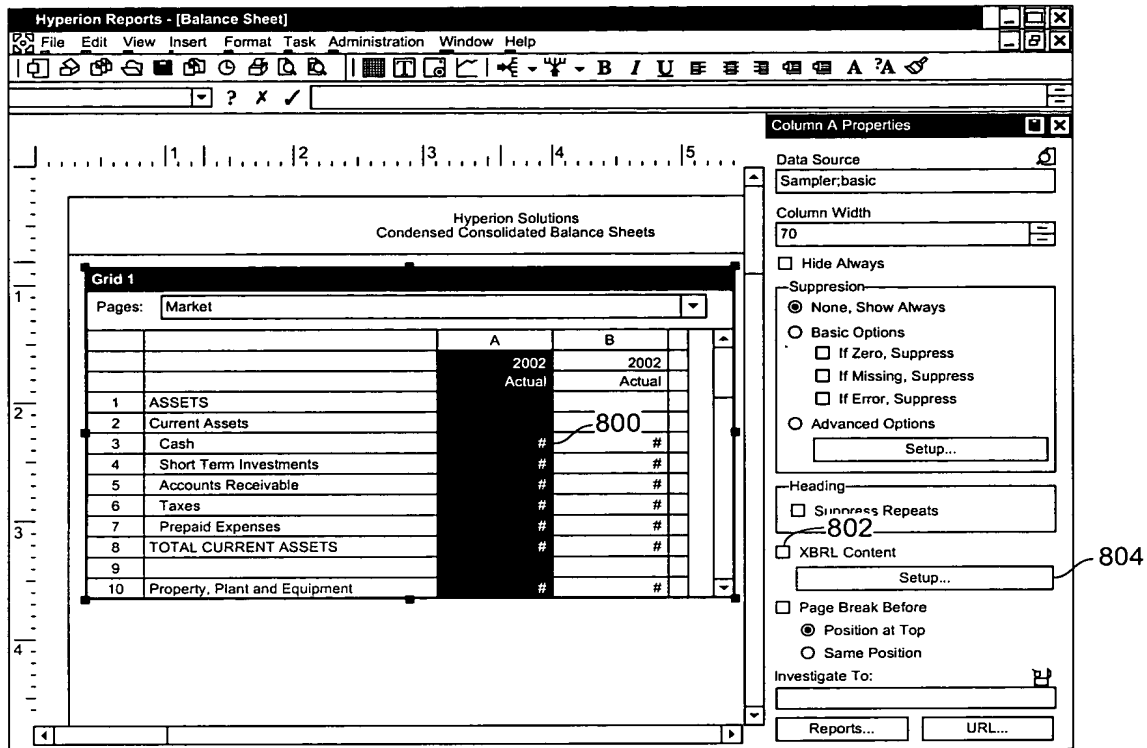 Hyperion Reports - [Balance Sheet]
File Edit View Insert Format Task Administration Window Help
T B I U A ?A
?
1 2 3 4 5
Hyperion Solutions
Condensed Consolidated Balance Sheets
Grid 1
Pages: Market
A B
2002 2002
Actual Actual
1 ASSETS
2 Current Assets
800
3 Cash # #
4 Short Term Investments # #
5 Accounts Receivable # #
6 Taxes # #
7 Prepaid Expenses # #
8 TOTAL CURRENT ASSETS # #
9
10 Property, Plant and Equipment # #
1
2
3
4
Column A Properties
Data Source
Sampler;basic
Column Width
70
Hide Always
Suppresion
None, Show Always
Basic Options
If Zero, Suppress
If Missing, Suppress
If Error, Suppress
Advanced Options
Setup...
Heading
Suppress Repeats
802
XBRL Content
Setup...
804
Page Break Before
Position at Top
Same Position
Investigate To:
Reports... URL...